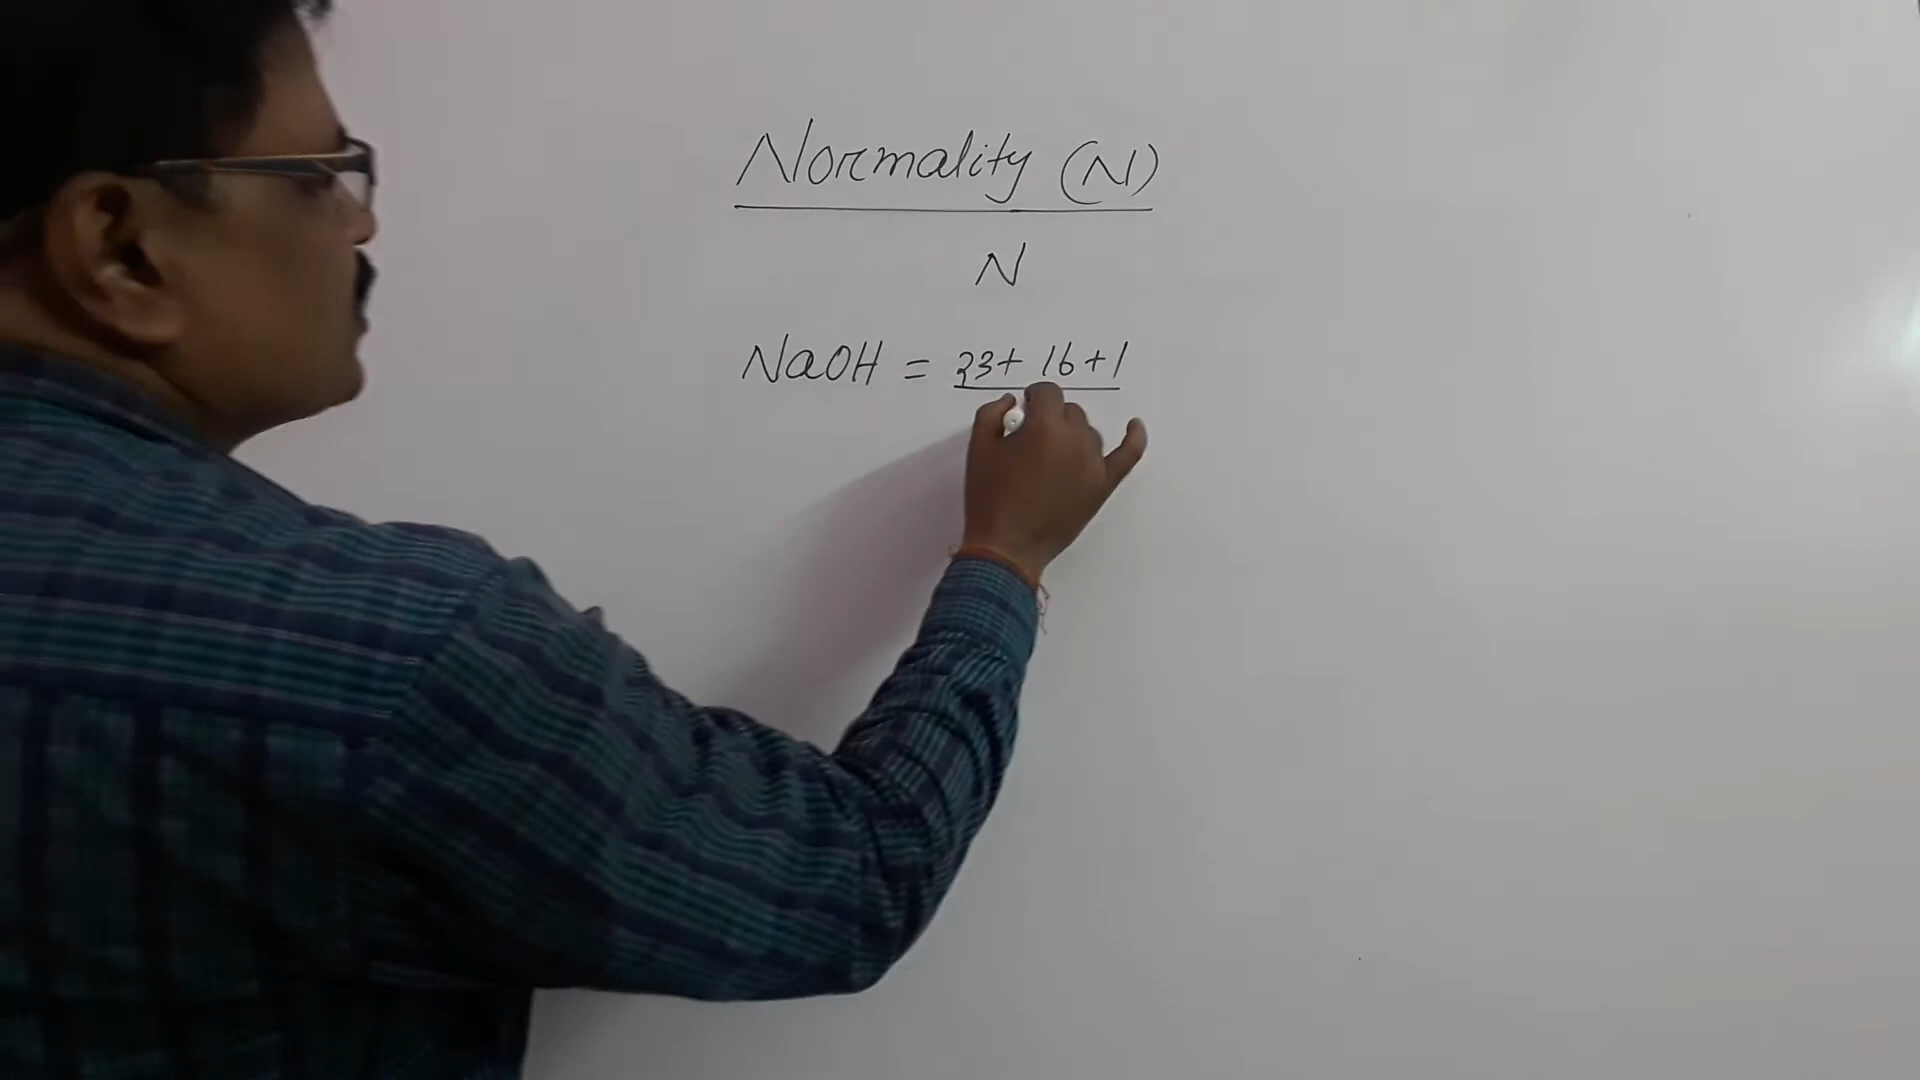 Normality (N)
N
NaOH = 23+ 16+1